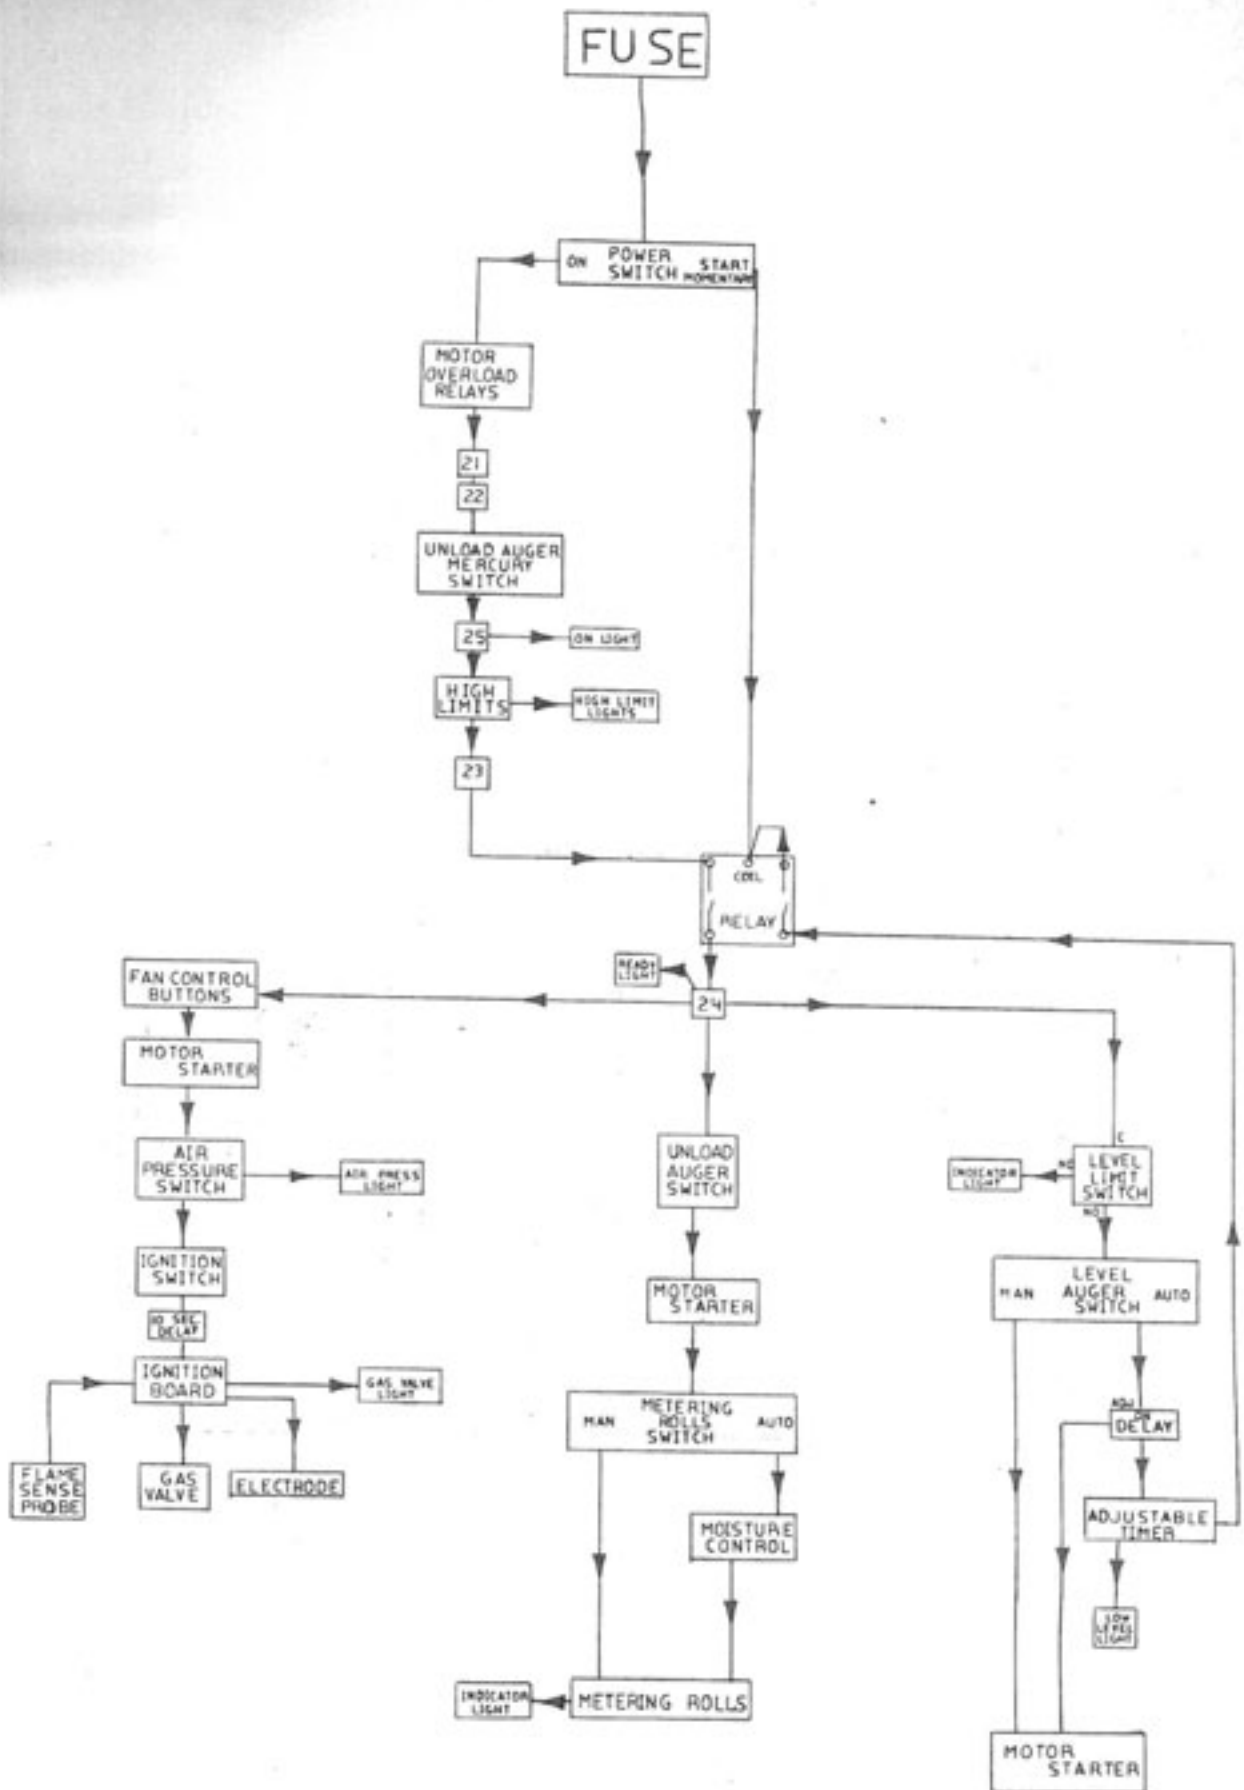 FUSE
ON
POWER
SWITCH
START
MOMENTARY
MOTOR
OVERLOAD
RELAYS
21
22
UNLOAD AUGER
MERCURY
SWITCH
25
ON LIGHT
HIGH
LIMITS
HIGH LIMIT
LIGHTS
23
COIL
RELAY
READY
LIGHT
24
FAN CONTROL
BUTTONS
MOTOR
STARTER
AIR
PRESSURE
SWITCH
AIR PRESS
LIGHT
IGNITION
SWITCH
10 SEC
DELAY
IGNITION
BOARD
GAS VALVE
LIGHT
FLAME
SENSE
PROBE
GAS
VALVE
ELECTRODE
UNLOAD
AUGER
SWITCH
MOTOR
STARTER
MAN
METERING
ROLLS
SWITCH
AUTO
MOISTURE
CONTROL
INDICATOR
LIGHT
METERING ROLLS
C
INDICATOR
LIGHT
NC
LEVEL
LIMIT
SWITCH
NO
MAN
LEVEL
AUGER
SWITCH
AUTO
ADJ.
ON
DELAY
ADJUSTABLE
TIMER
LOW
LEVEL
LIGHT
MOTOR
STARTER